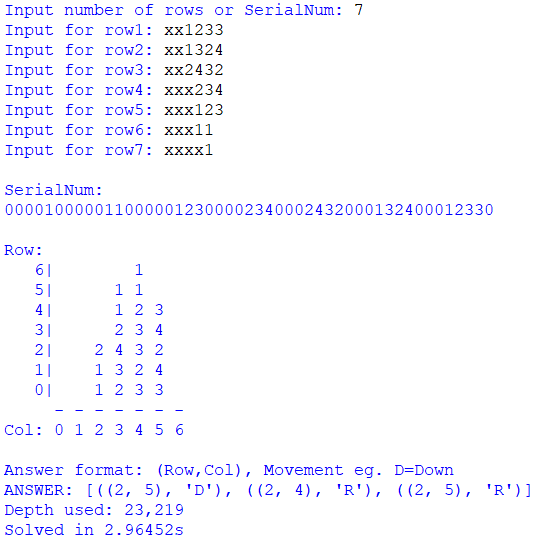 Input number of rows or SerialNum: 7
Input for row1: xx1233
Input for row2: xx1324
Input for row3: xx2432
Input for row4: xxx234
Input for row5: xxx123
Input for row6: xxx11
Input for row7: xxxx1
SerialNum:
0000100000110000012300002340002432000132400012330
Row:
6|        1
5|      1 1
4|      1 2 3
3|      2 3 4
2|    2 4 3 2
1|    1 3 2 4
0|    1 2 3 3
- - - - - - -
Col: 0 1 2 3 4 5 6
Answer format: (Row,Col), Movement eg. D=Down
ANSWER: [((2, 5), 'D'), ((2, 4), 'R'), ((2, 5), 'R')]
Depth used: 23,219
Solved in 2.96452s